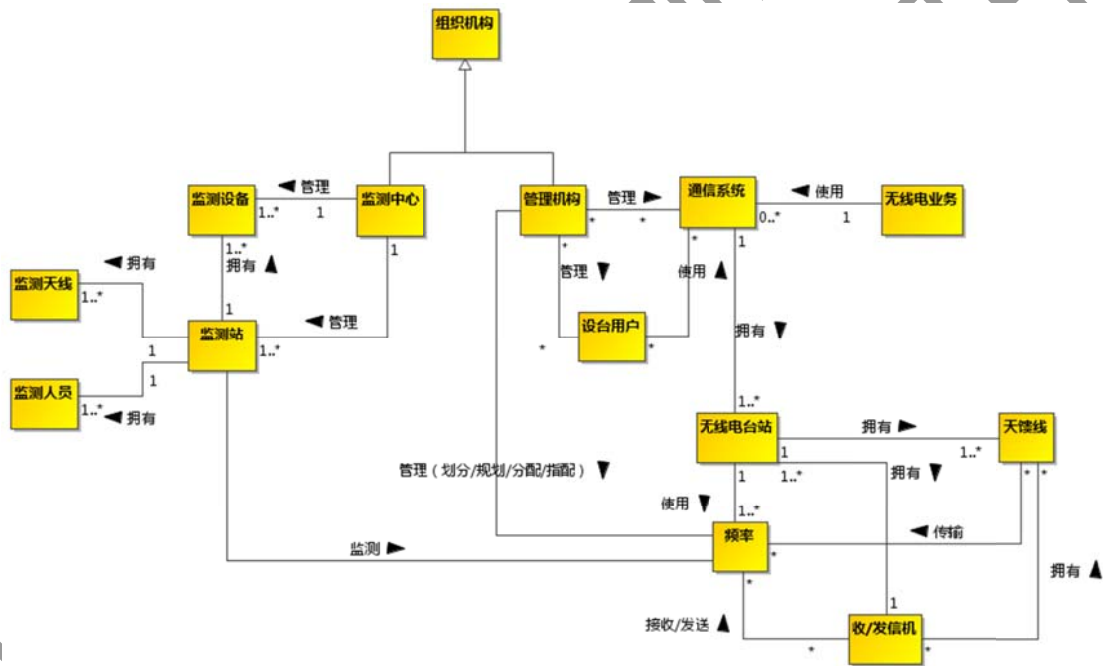 组织机构
监测设备
◀ 管理
1..*
1
监测中心
1
管理机构
管理 ▶
*
*
通信系统
◀ 使用
0..*
1
无线电业务
1..*
拥有 ▲
1
*
管理 ▼
*
*
使用 ▲
1
监测天线
◀ 拥有
1..*
1
监测站
◀ 管理
1..*
设台用户
*
拥有 ▼
监测人员
1
1..*
◀ 拥有
1..*
无线电台站
拥有 ▶
1
1..*
天馈线
管理（划分/规划/分配/指配） ▼
1
1..*
拥有 ▼
*
*
使用 ▼
1..*
监测 ▶
频率
*
◀ 传输
拥有 ▲
*
1
接收/发送 ▲
*
收/发信机
*